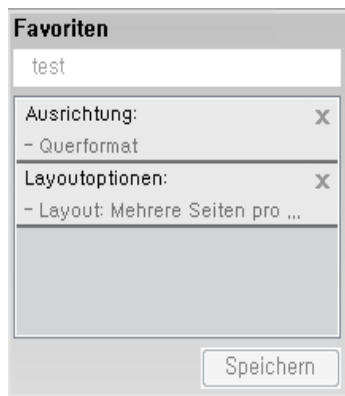 Favoriten
test
Ausrichtung:
X
- Querformat
Layoutoptionen:
X
- Layout: Mehrere Seiten pro ...
Speichern